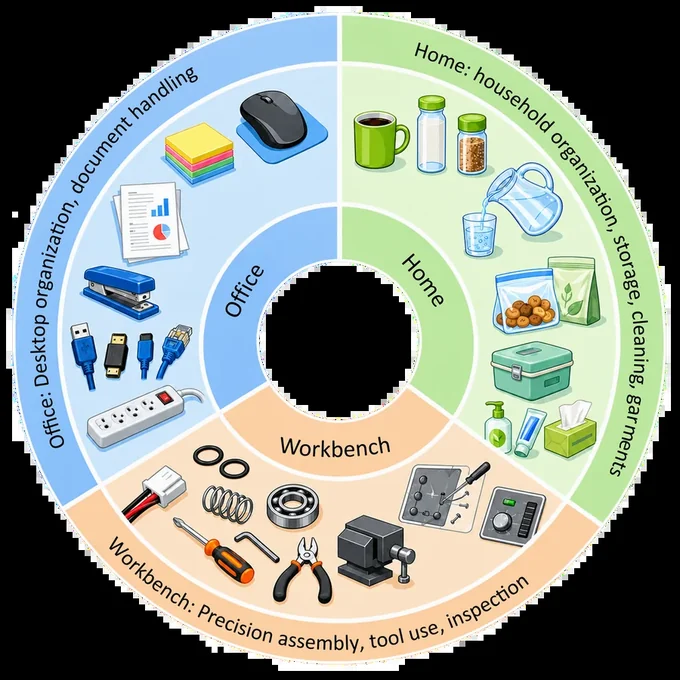 Office: Desktop organization, document handling
Home: household organization, storage, cleaning, garments
Office
Home
Workbench
Workbench: Precision assembly, tool use, inspection